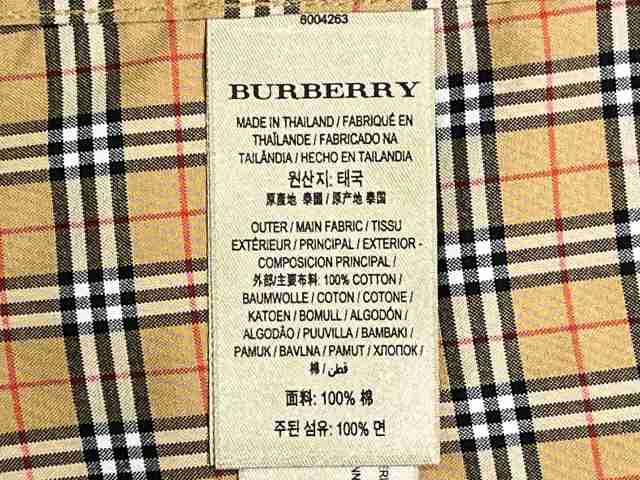 6004263
BURBERRY
MADE IN THAILAND / FABRIQUÉ EN
THAÏLANDE / FABRICADO NA
TAILÂNDIA / HECHO EN TAILANDIA
원산지: 태국
原產地 泰國 / 原产地 泰国
OUTER / MAIN FABRIC / TISSU
EXTÉRIEUR / PRINCIPAL / EXTERIOR -
COMPOSICION PRINCIPAL /
外部/主要布料: 100% COTTON /
BAUMWOLLE / COTON / COTONE /
KATOEN / BOMULL / ALGODÓN /
ALGODÃO / PUUVILLA / BAMBAKI /
PAMUK / BAVLNA / PAMUT / ХЛОПОК /
棉 / قطن /
面料: 100% 棉
주된 섬유: 100% 면